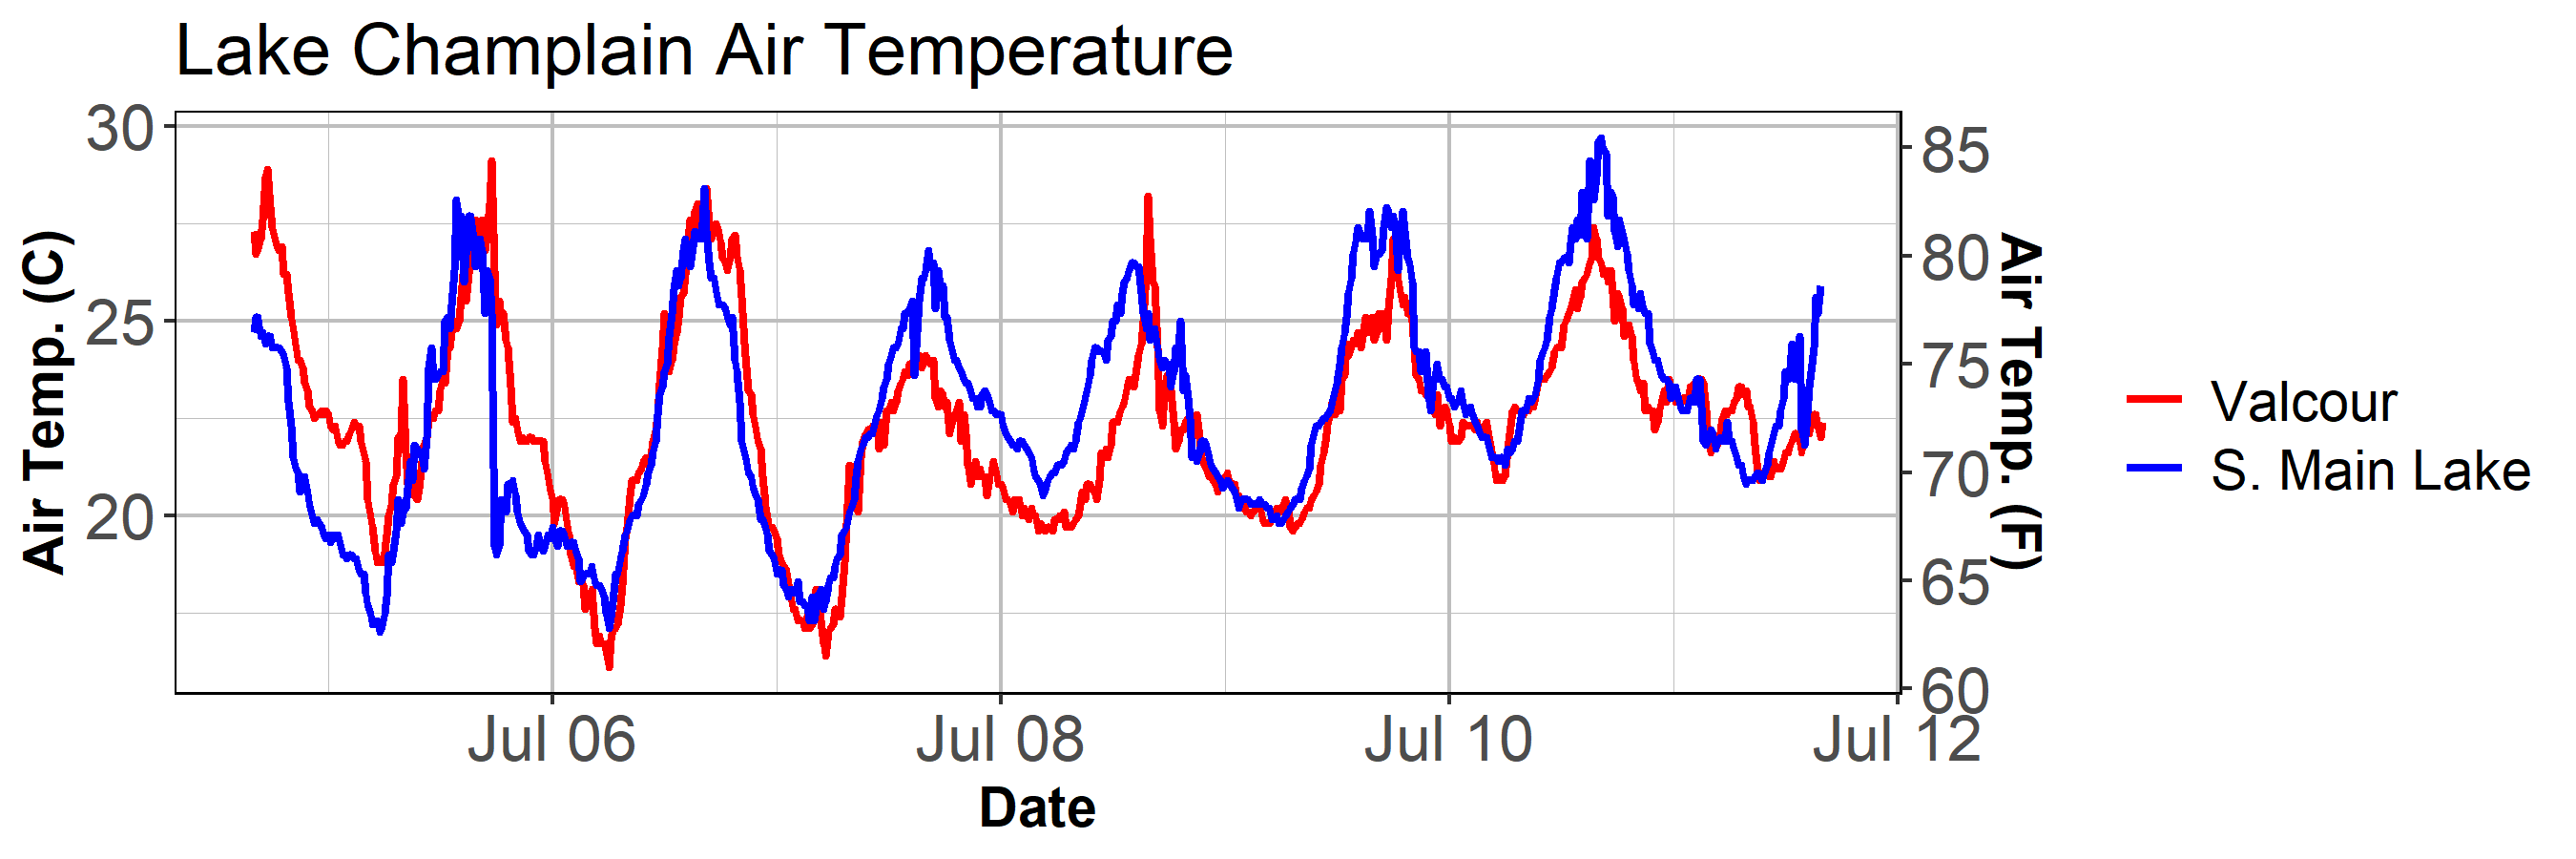 Lake Champlain Air Temperature
30
25
20
Air Temp. (C)
85
80
75
70
65
60
Air Temp. (F)
Jul 06
Jul 08
Jul 10
Jul 12
Date
Valcour
S. Main Lake